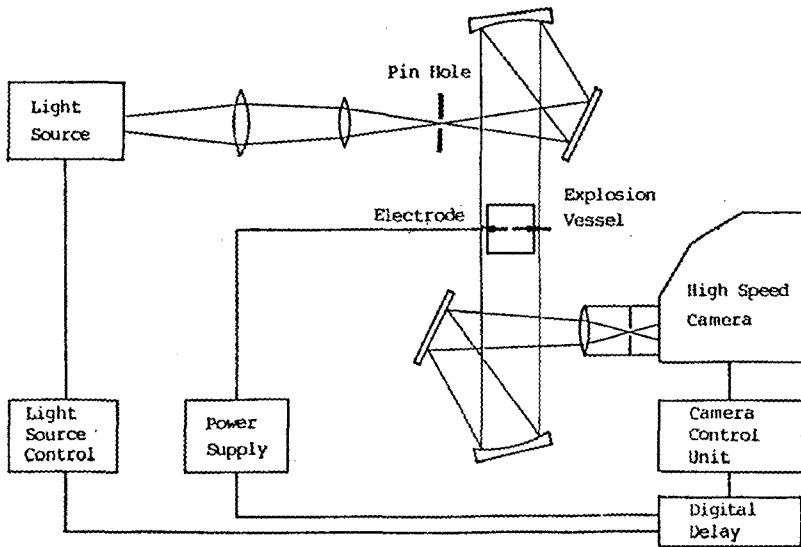 Pin Hole
Light
Source
Electrode
Explosion
Vessel
High Speed
Camera
Light
Source
Control
Power
Supply
Camera
Control
Unit
Digital
Delay